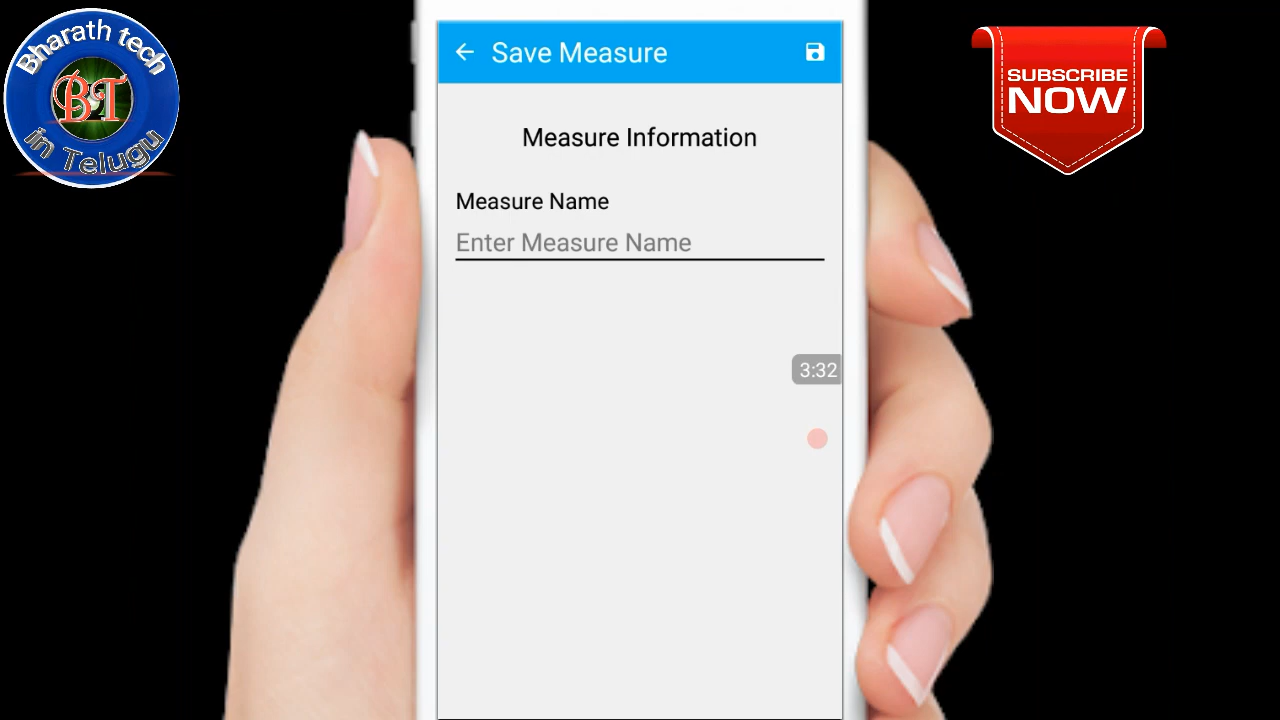 Bharath tech
BT
in Telugu
Save Measure
SUBSCRIBE
NOW
Measure Information
Measure Name
Enter Measure Name
3:32